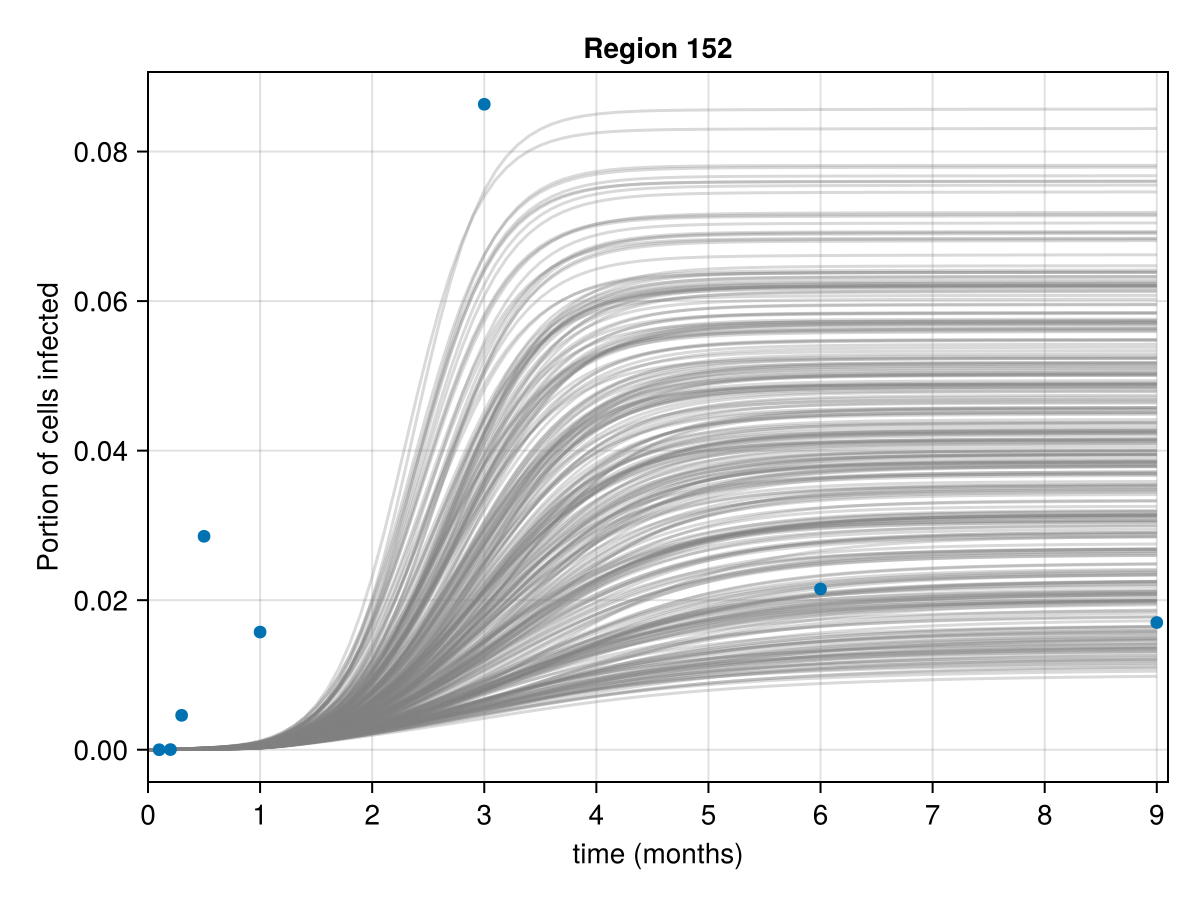 Region 152
Portion of cells infected
0.08
0.06
0.04
0.02
0.00
0 1 2 3 4 5 6 7 8 9
time (months)